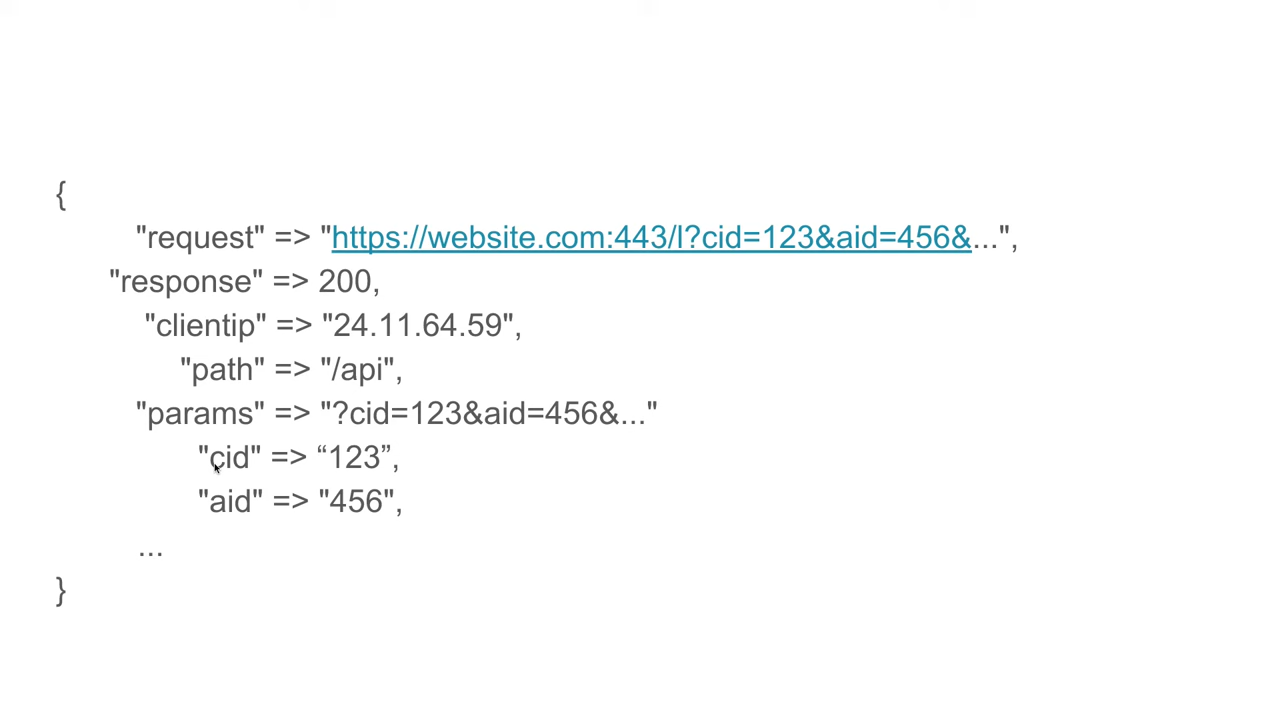 {
"request" => "https://website.com:443/l?cid=123&aid=456&...",
"response" => 200,
"clientip" => "24.11.64.59",
"path" => "/api",
"params" => "?cid=123&aid=456&..."
"cid" => “123”,
"aid" => "456",
...
}